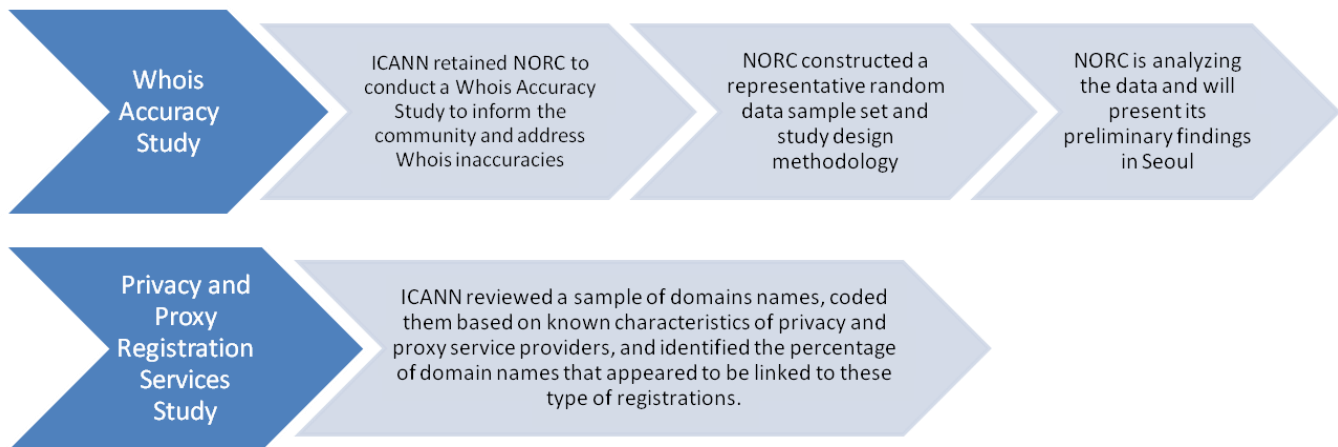 Whois
Accuracy
Study
ICANN retained NORC to
conduct a Whois Accuracy
Study to inform the
community and address
Whois inaccuracies
NORC constructed a
representative random
data sample set and
study design
methodology
NORC is analyzing
the data and will
present its
preliminary findings
in Seoul
Privacy and
Proxy
Registration
Services
Study
ICANN reviewed a sample of domains names, coded
them based on known characteristics of privacy and
proxy service providers, and identified the percentage
of domain names that appeared to be linked to these
type of registrations.